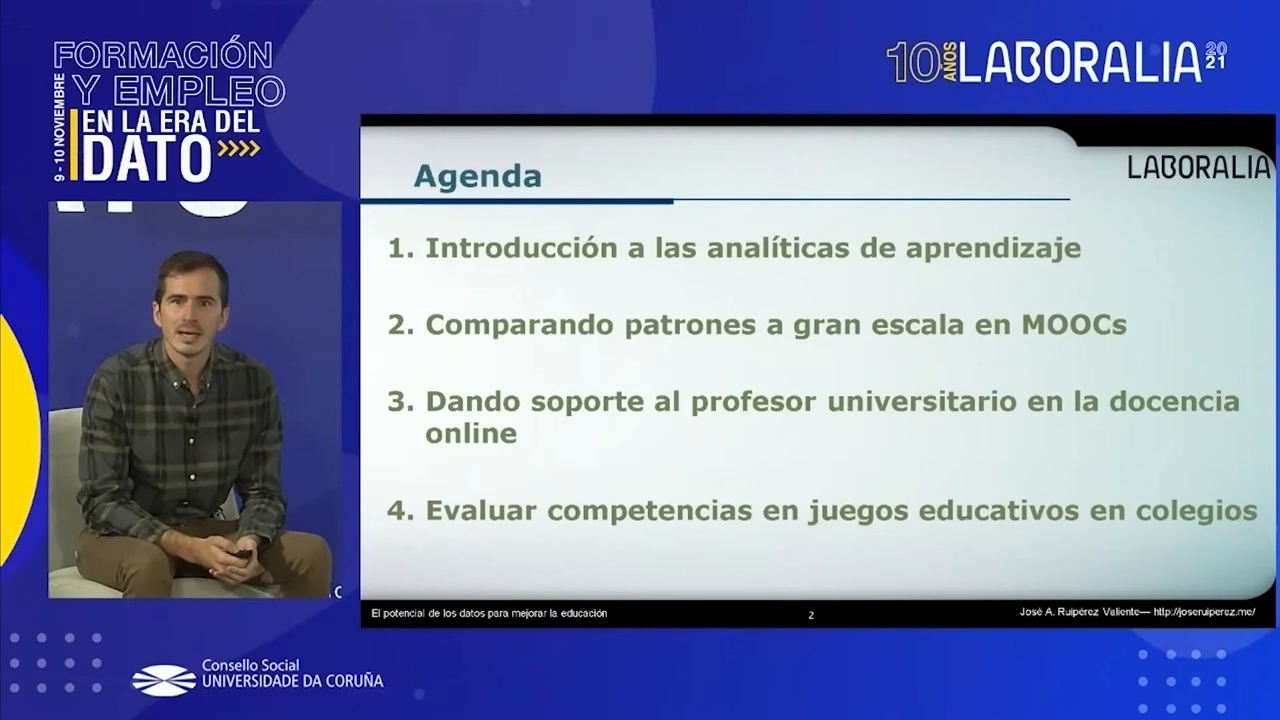 FORMACIÓN
Y EMPLEO
EN LA ERA DEL
DATO
9 - 10 NOVIEMBRE
10 AÑOS LABORALIA 2021
LABORALIA
Agenda
1. Introducción a las analíticas de aprendizaje
2. Comparando patrones a gran escala en MOOCs
3. Dando soporte al profesor universitario en la docencia
online
4. Evaluar competencias en juegos educativos en colegios
El potencial de los datos para mejorar la educación
2
José A. Ruipérez Valiente— http://joseruiperez.me/
Consello Social
UNIVERSIDADE DA CORUÑA